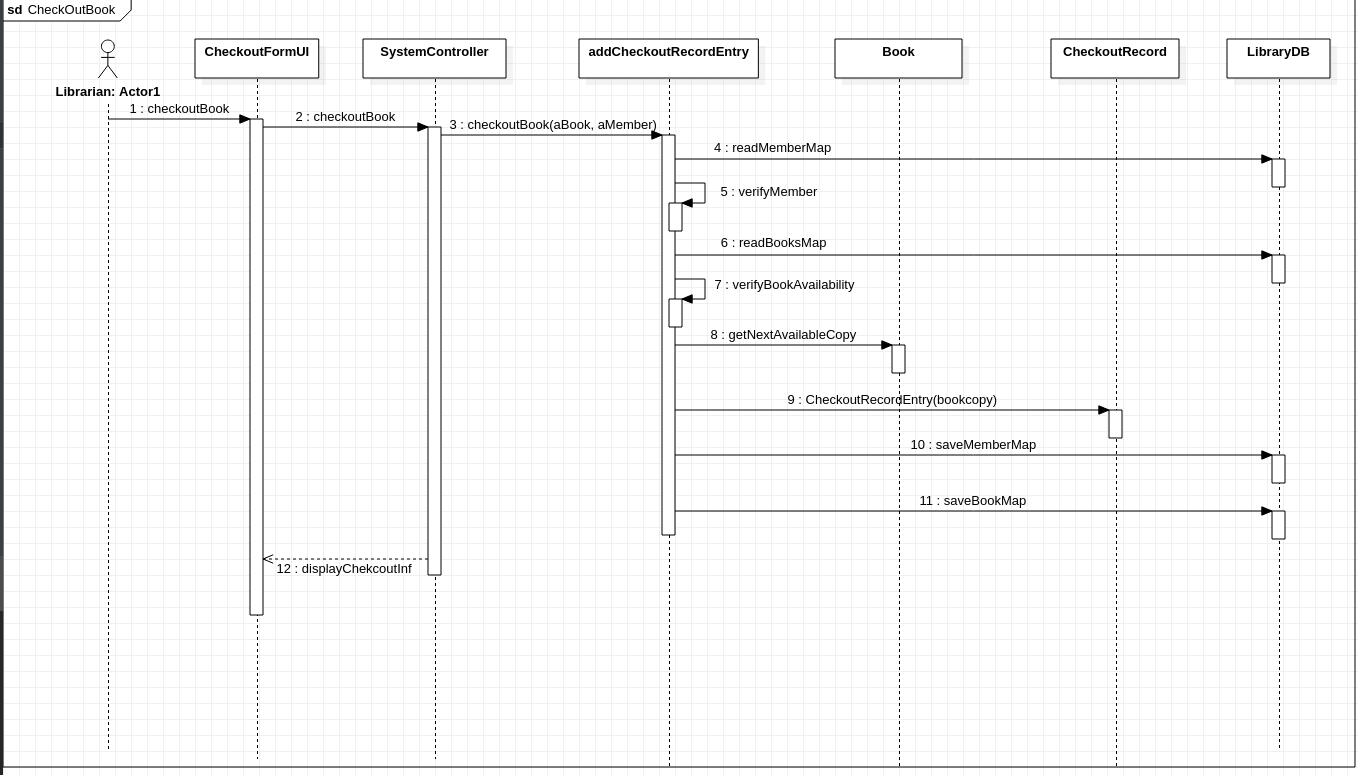 sd CheckOutBook
CheckoutFormUI
SystemController
addCheckoutRecordEntry
Book
CheckoutRecord
LibraryDB
Librarian: Actor1
1 : checkoutBook
2 : checkoutBook
3 : checkoutBook(aBook, aMember)
4 : readMemberMap
5 : verifyMember
6 : readBooksMap
7 : verifyBookAvailability
8 : getNextAvailableCopy
9 : CheckoutRecordEntry(bookcopy)
10 : saveMemberMap
11 : saveBookMap
12 : displayChekcoutInf